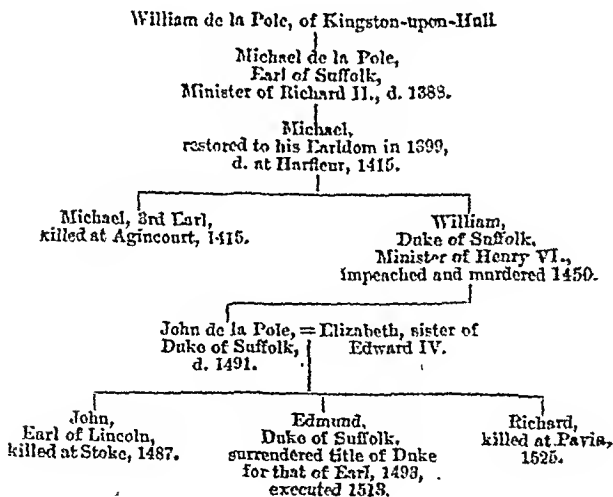 William de la Pole, of Kingston-upon-Hull
Michael de la Pole,
Earl of Suffolk,
Minister of Richard II., d. 1388.
Michael,
restored to his Earldom in 1399,
d. at Harfleur, 1415.
Michael, 3rd Earl,
killed at Agincourt, 1415.
William,
Duke of Suffolk,
Minister of Henry VI.,
impeached and murdered 1450.
John de la Pole, = Elizabeth, sister of
Duke of Suffolk, Edward IV.
d. 1491.
John,
Earl of Lincoln,
killed at Stoke, 1487.
Edmund,
Duke of Suffolk,
surrendered title of Duke
for that of Earl, 1493,
executed 1513.
Richard,
killed at Pavia,
1525.